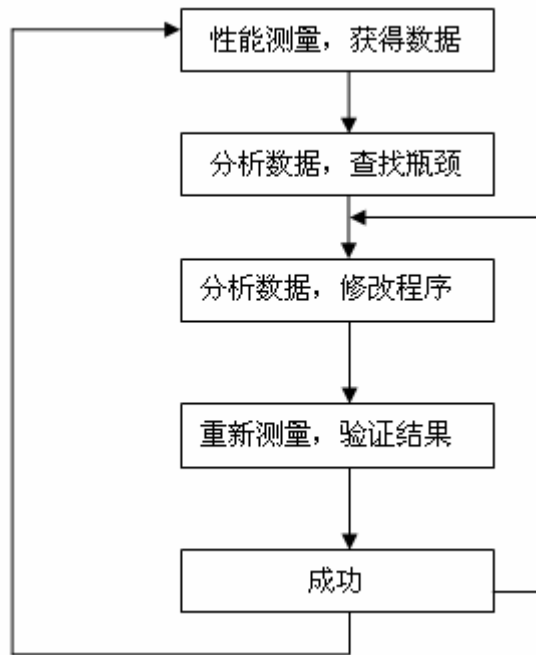 性能测量，获得数据
分析数据，查找瓶颈
分析数据，修改程序
重新测量，验证结果
成功